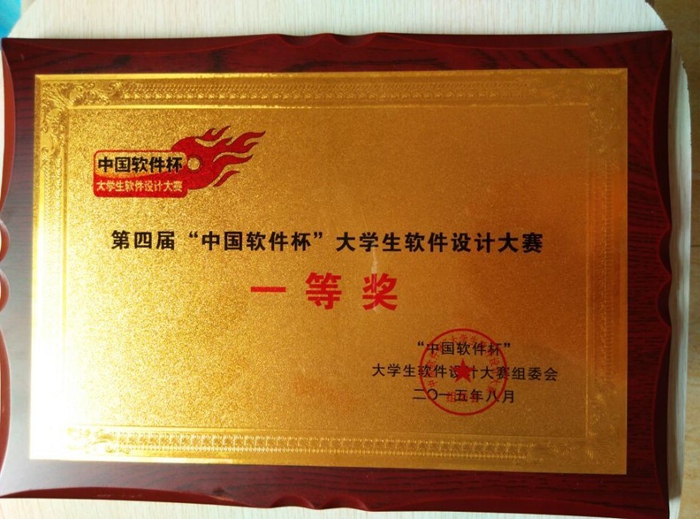 中国软件杯
大学生软件设计大赛
第四届“中国软件杯”大学生软件设计大赛
一等奖
“中国软件杯”
大学生软件设计大赛组委会
二〇一五年八月